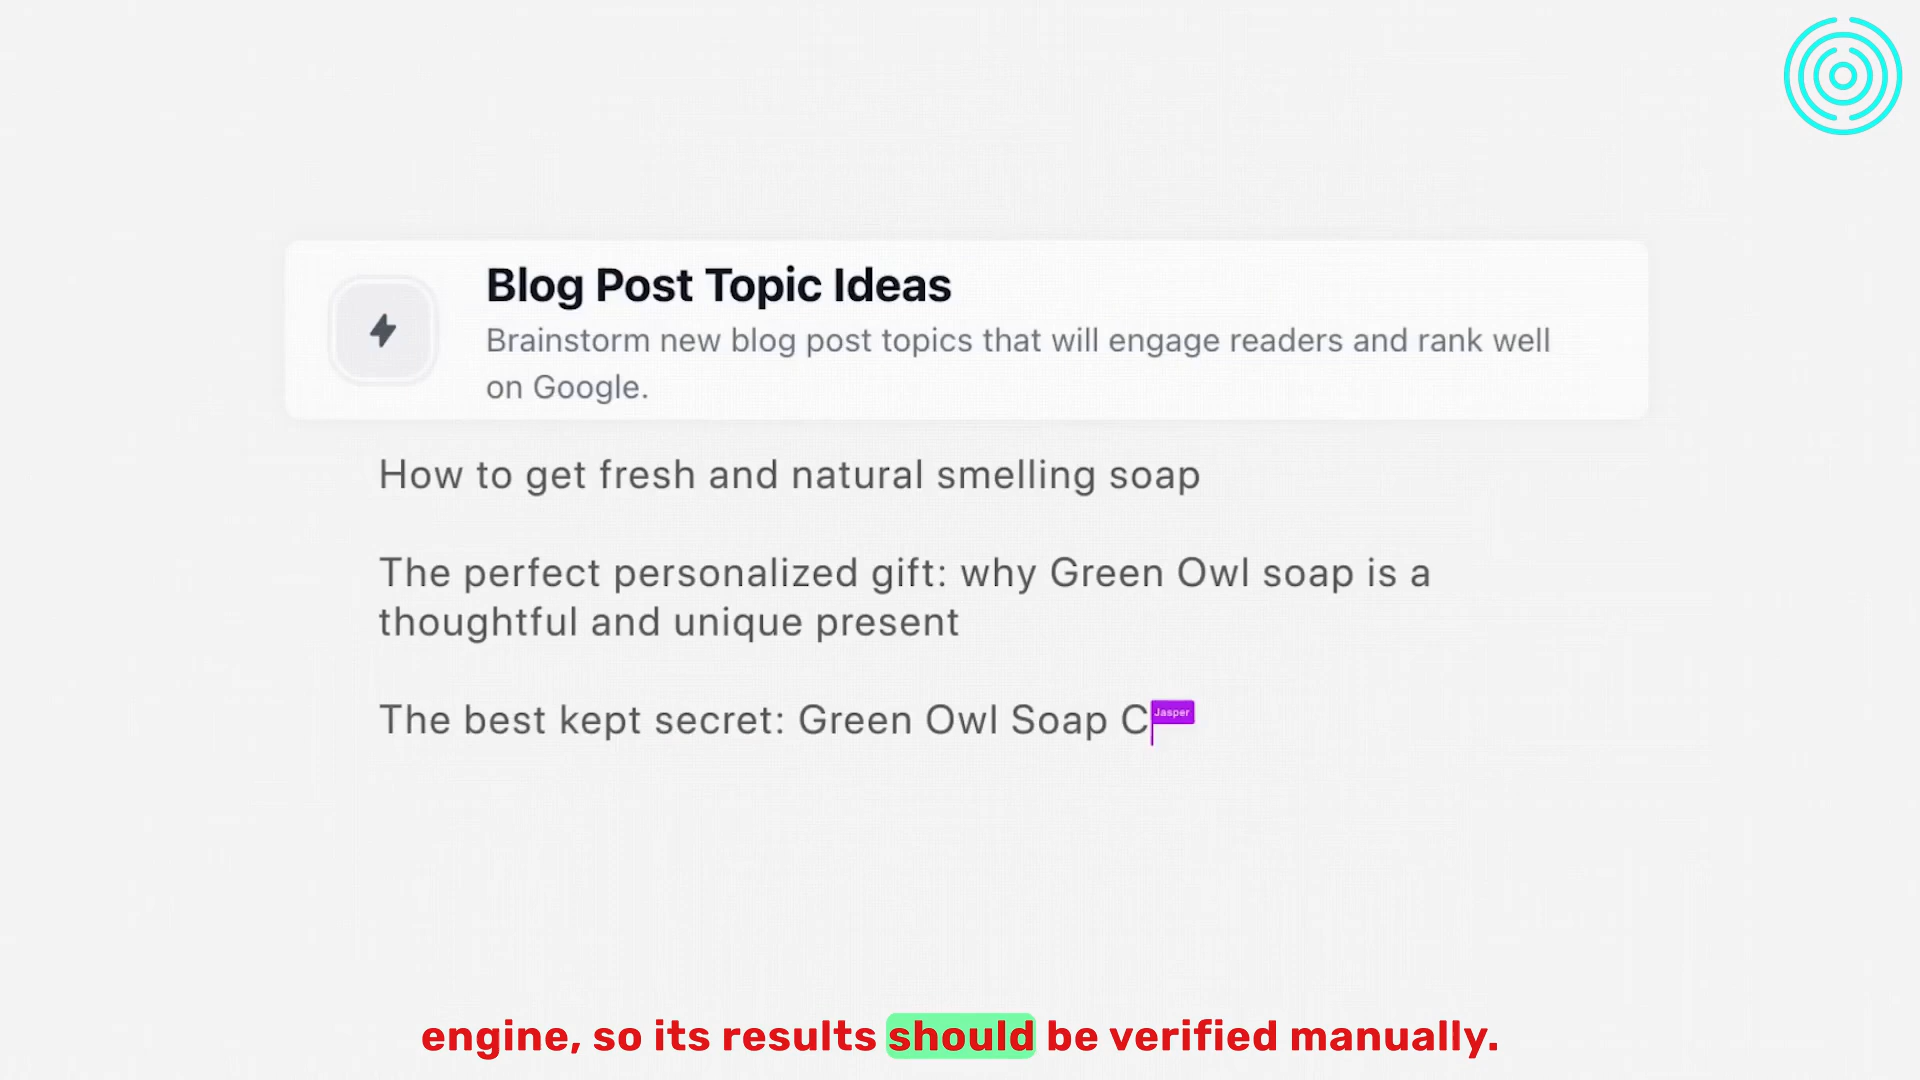 Blog Post Topic Ideas
Brainstorm new blog post topics that will engage readers and rank well
on Google.
How to get fresh and natural smelling soap
The perfect personalized gift: why Green Owl soap is a
thoughtful and unique present
The best kept secret: Green Owl Soap C
Jasper
engine, so its results should be verified manually.